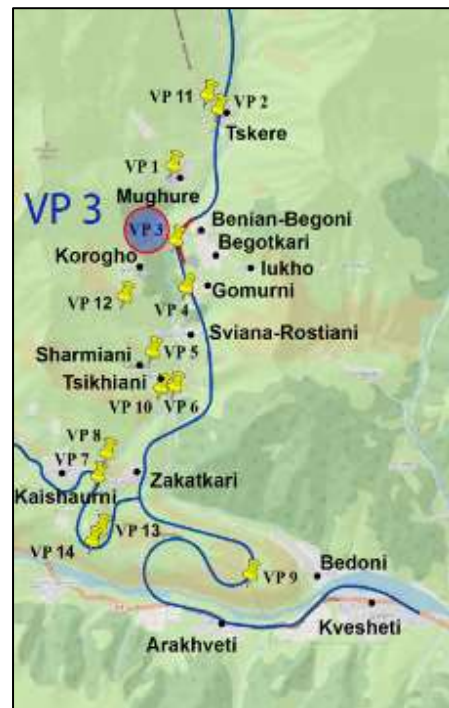 VP 11
VP 2
Tskere
VP 1
Mughure
VP 3
VP 3
Benian-Begoni
Begotkari
Korogho
Iukho
Gomurni
VP 12
VP 4
Sviana-Rostiani
VP 5
Sharmiani
Tsikhiani
VP 10
VP 6
VP 8
VP 7
Zakatkari
Kaishaurni
VP 13
VP 14
VP 9
Bedoni
Kvesheti
Arakhveti